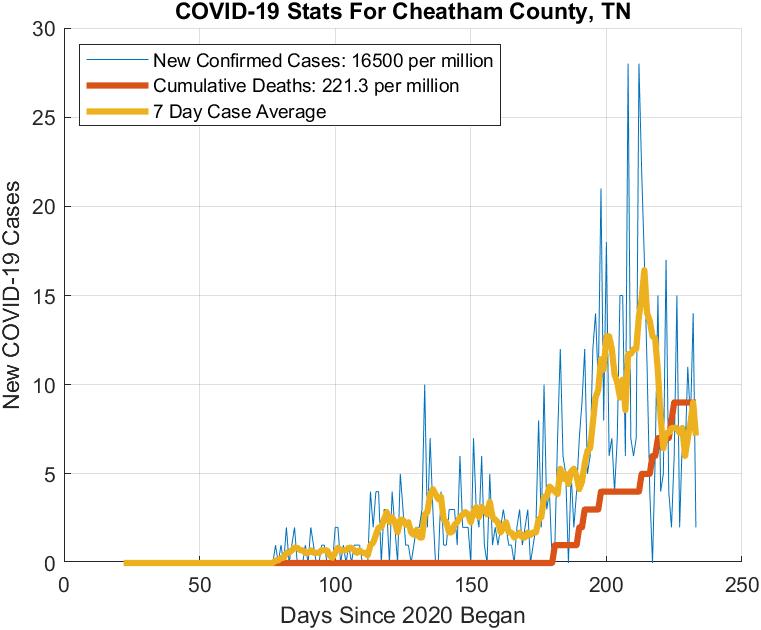 COVID-19 Stats For Cheatham County, TN
30
25
20
15
10
5
0
New COVID-19 Cases
New Confirmed Cases: 16500 per million
Cumulative Deaths: 221.3 per million
7 Day Case Average
0 50 100 150 200 250
Days Since 2020 Began